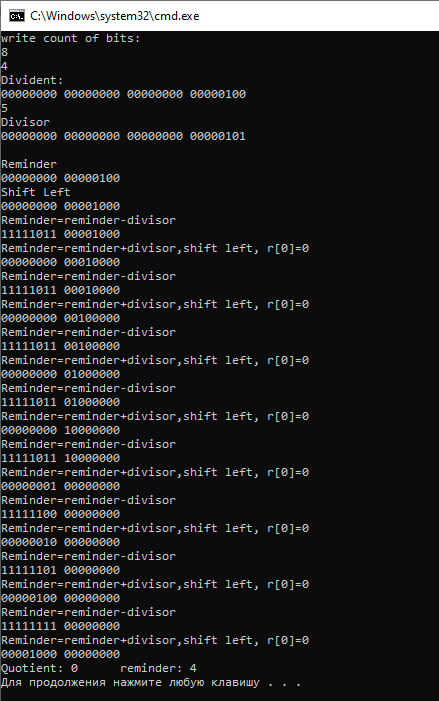 C:\Windows\system32\cmd.exe
write count of bits:
8
4
Divident:
00000000 00000000 00000000 00000100
5
Divisor
00000000 00000000 00000000 00000101
Reminder
00000000 00000100
Shift Left
00000000 00001000
Reminder=reminder-divisor
11111011 00001000
Reminder=reminder+divisor,shift left, r[0]=0
00000000 00010000
Reminder=reminder-divisor
11111011 00010000
Reminder=reminder+divisor,shift left, r[0]=0
00000000 00100000
Reminder=reminder-divisor
11111011 00100000
Reminder=reminder+divisor,shift left, r[0]=0
00000000 01000000
Reminder=reminder-divisor
11111011 01000000
Reminder=reminder+divisor,shift left, r[0]=0
00000000 10000000
Reminder=reminder-divisor
11111011 10000000
Reminder=reminder+divisor,shift left, r[0]=0
00000001 00000000
Reminder=reminder-divisor
11111100 00000000
Reminder=reminder+divisor,shift left, r[0]=0
00000010 00000000
Reminder=reminder-divisor
11111101 00000000
Reminder=reminder+divisor,shift left, r[0]=0
00000100 00000000
Reminder=reminder-divisor
11111111 00000000
Reminder=reminder+divisor,shift left, r[0]=0
00001000 00000000
Quotient: 0      reminder: 4
Для продолжения нажмите любую клавишу . . .